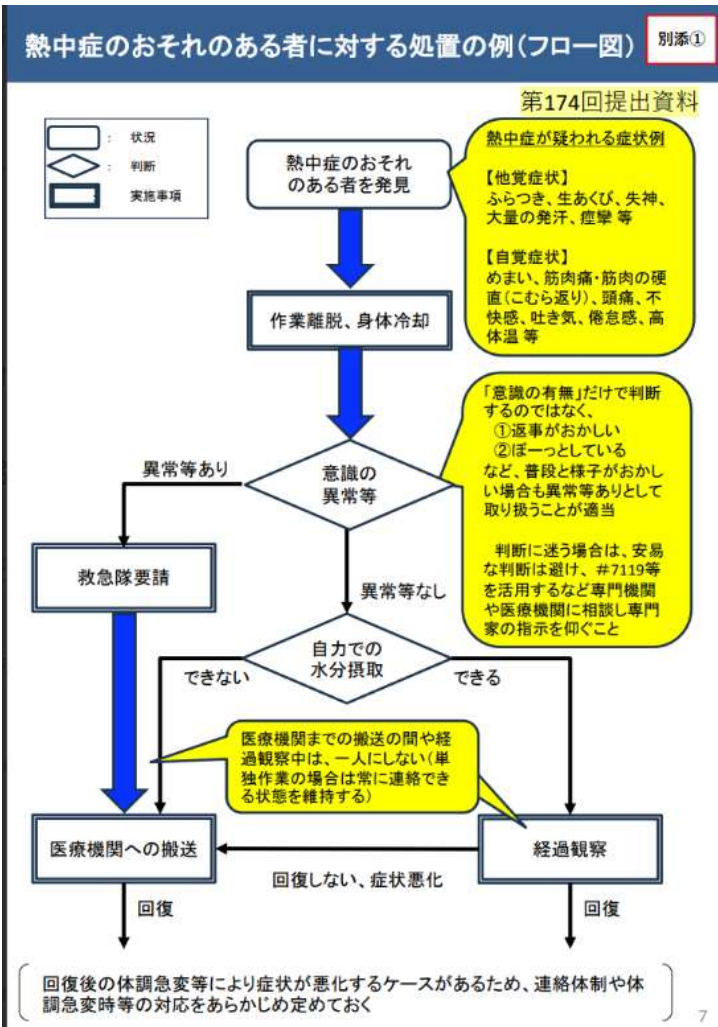 熱中症のおそれのある者に対する処置の例(フロー図)
別添①
第174回提出資料
： 状況
： 判断
実施事項
熱中症のおそれ
のある者を発見
熱中症が疑われる症状例
【他覚症状】
ふらつき、生あくび、失神、
大量の発汗、痙攣 等
【自覚症状】
めまい、筋肉痛・筋肉の硬
直(こむら返り)、頭痛、不
快感、吐き気、倦怠感、高
体温 等
作業離脱、身体冷却
「意識の有無」だけで判断
するのではなく、
①返事がおかしい
②ぼーっとしている
など、普段と様子がおかし
い場合も異常等ありとして
取り扱うことが適当
判断に迷う場合は、安易
な判断は避け、＃7119等
を活用するなど専門機関
や医療機関に相談し専門
家の指示を仰ぐこと
異常等あり
意識の
異常等
救急隊要請
異常等なし
自力での
水分摂取
できない
できる
医療機関までの搬送の間や経
過観察中は、一人にしない(単
独作業の場合は常に連絡でき
る状態を維持する)
医療機関への搬送
経過観察
回復しない、症状悪化
回復
回復
回復後の体調急変等により症状が悪化するケースがあるため、連絡体制や体
調急変時等の対応をあらかじめ定めておく
7